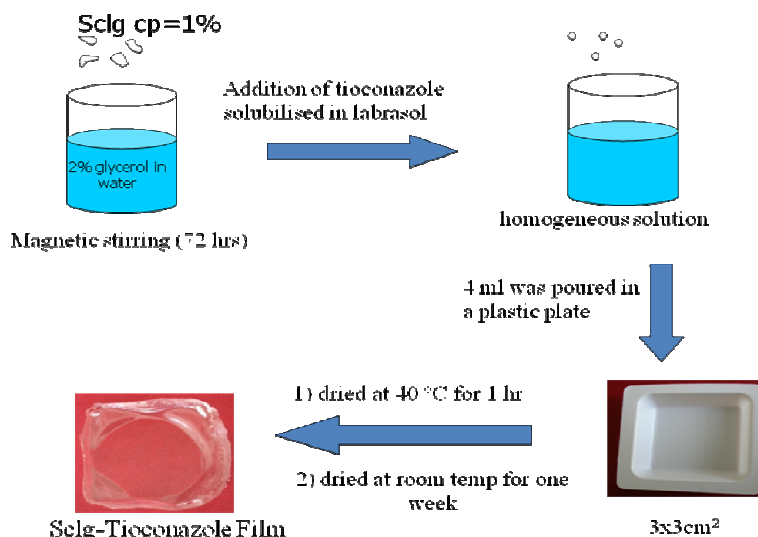 Sclg cp=1%
2% glycerol in
water
Magnetic stirring (72 hrs)
Addition of tioconazole
solubilised in labrasol
homogeneous solution
4 ml was poured in
a plastic plate
3x3cm²
1) dried at 40 °C for 1 hr
2) dried at room temp for one
week
Sclg-Tioconazole Film